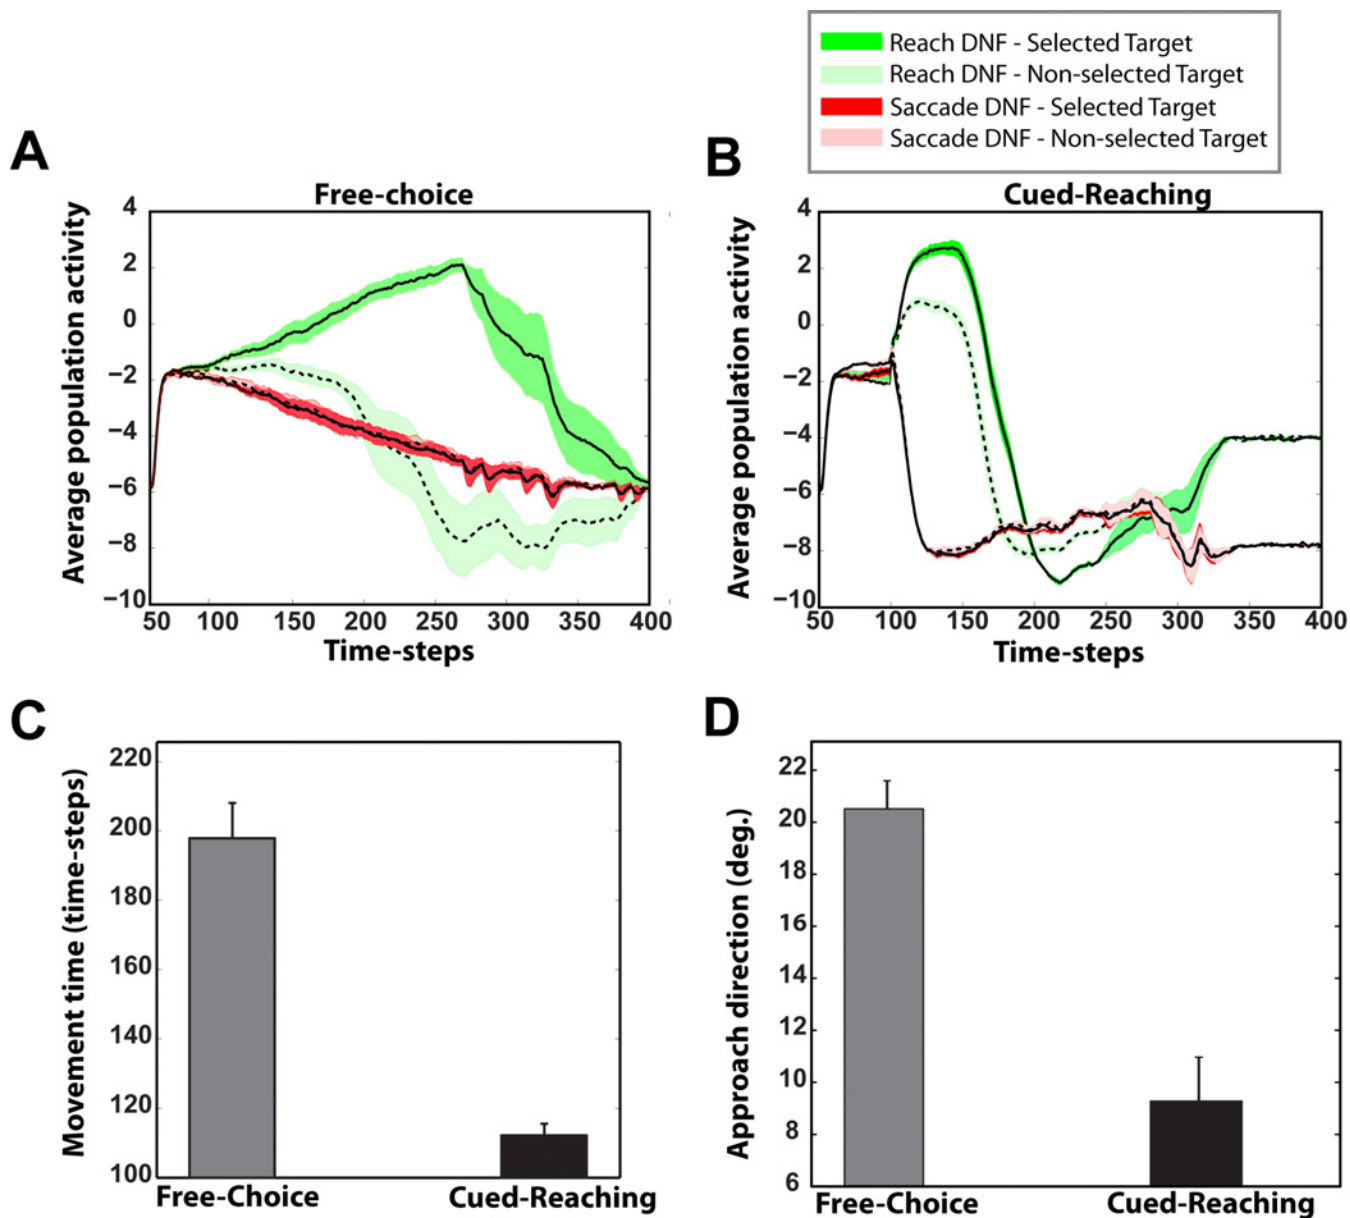 Reach DNF - Selected Target
Reach DNF - Non-selected Target
Saccade DNF - Selected Target
Saccade DNF - Non-selected Target
A
Free-choice
Average population activity
4
2
0
−2
−4
−6
−8
−10
50 100 150 200 250 300 350 400
Time-steps
B
Cued-Reaching
Average population activity
4
2
0
−2
−4
−6
−8
−10
50 100 150 200 250 300 350 400
Time-steps
C
Movement time (time-steps)
220
200
180
160
140
120
100
Free-Choice Cued-Reaching
D
Approach direction (deg.)
22
20
18
16
14
12
10
8
6
Free-Choice Cued-Reaching